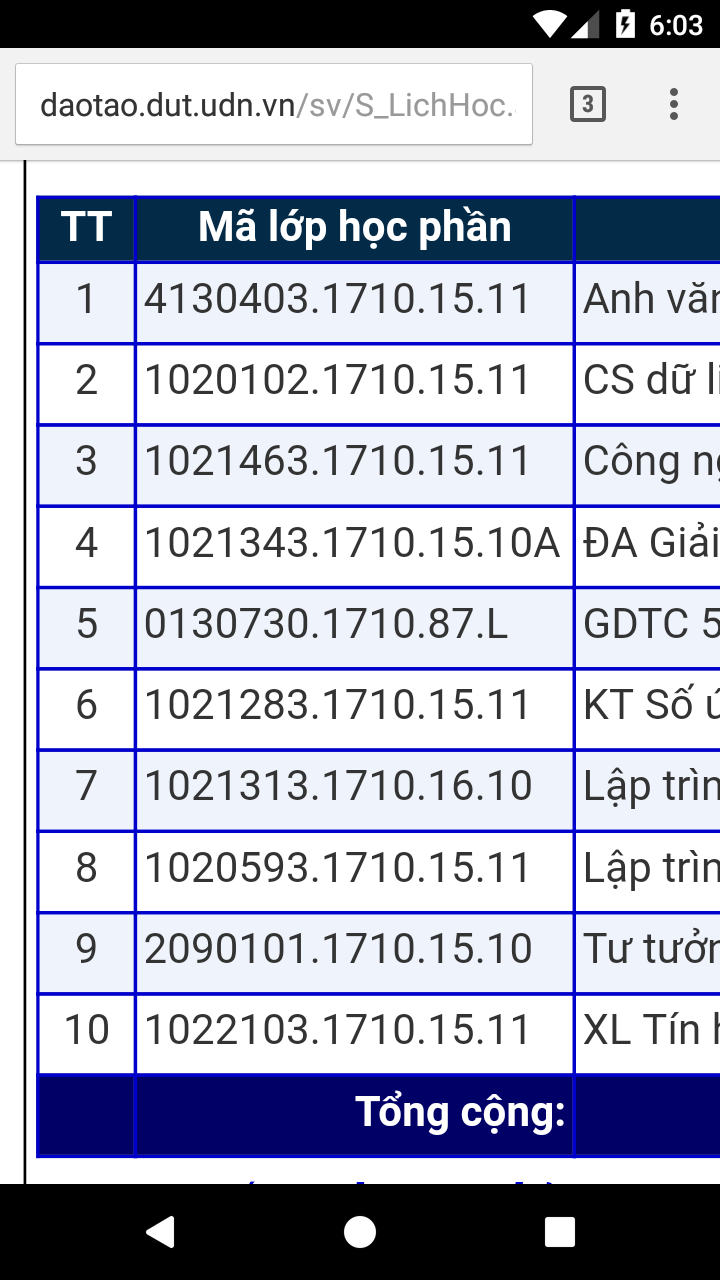 6:03
daotao.dut.udn.vn/sv/S_LichHoc.
3
TT Mã lớp học phần
1 4130403.1710.15.11 Anh văn
2 1020102.1710.15.11 CS dữ li
3 1021463.1710.15.11 Công ng
4 1021343.1710.15.10A ĐA Giải
5 0130730.1710.87.L GDTC 5
6 1021283.1710.15.11 KT Số ứ
7 1021313.1710.16.10 Lập trìn
8 1020593.1710.15.11 Lập trìn
9 2090101.1710.15.10 Tư tưởn
10 1022103.1710.15.11 XL Tín h
Tổng cộng: